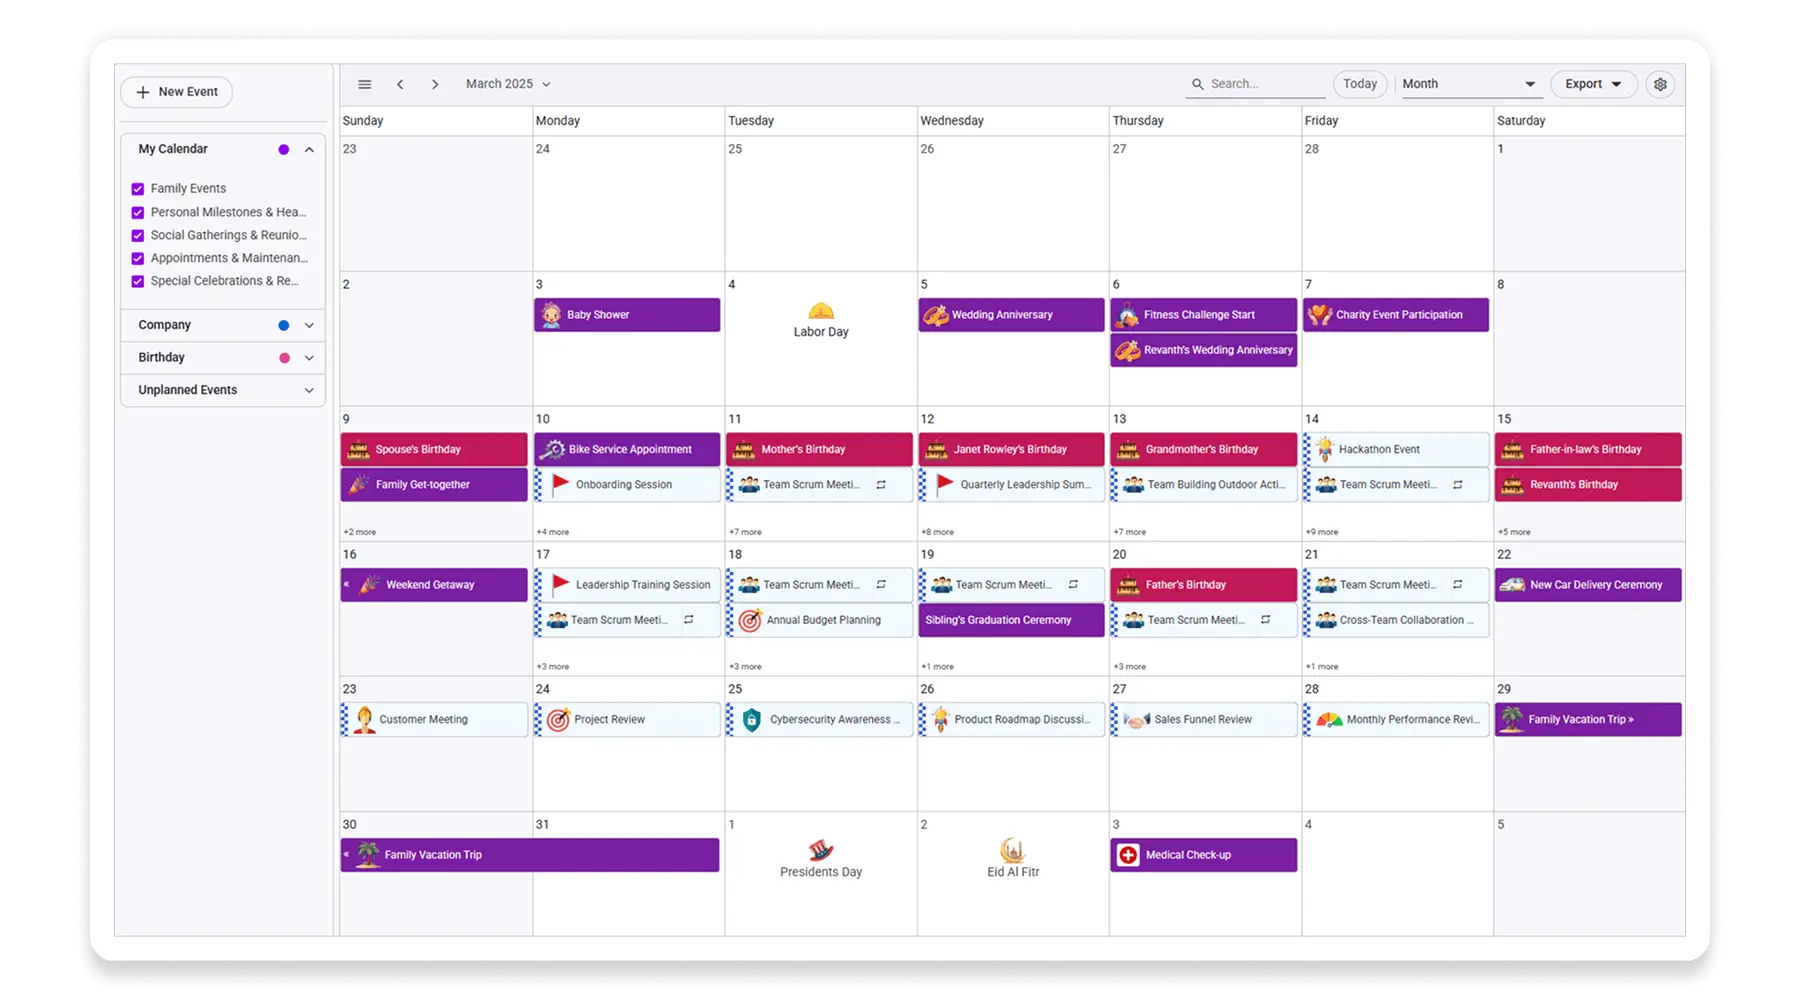 New Event
My Calendar
Family Events
Personal Milestones & Hea...
Social Gatherings & Reunio...
Appointments & Maintenan...
Special Celebrations & Re...
Company
Birthday
Unplanned Events
March 2025
Search...
Today
Month
Export
Sunday Monday Tuesday Wednesday Thursday Friday Saturday
23 24 25 26 27 28 1
2 3 4 5 6 7 8
Baby Shower
Labor Day
Wedding Anniversary
Fitness Challenge Start
Charity Event Participation
Revanth's Wedding Anniversary
9 10 11 12 13 14 15
Spouse's Birthday
Bike Service Appointment
Mother's Birthday
Janet Rowley's Birthday
Grandmother's Birthday
Hackathon Event
Father-in-law's Birthday
Family Get-together
Onboarding Session
Team Scrum Meeti...
Quarterly Leadership Sum...
Team Building Outdoor Acti...
Team Scrum Meeti...
Revanth's Birthday
+2 more +4 more +7 more +8 more +7 more +9 more +5 more
16 17 18 19 20 21 22
« Weekend Getaway
Leadership Training Session
Team Scrum Meeti...
Team Scrum Meeti...
Father's Birthday
Team Scrum Meeti...
New Car Delivery Ceremony
Team Scrum Meeti...
Annual Budget Planning
Sibling's Graduation Ceremony
Team Scrum Meeti...
Cross-Team Collaboration ...
+3 more +3 more +1 more +3 more +1 more
23 24 25 26 27 28 29
Customer Meeting
Project Review
Cybersecurity Awareness ...
Product Roadmap Discussi...
Sales Funnel Review
Monthly Performance Revi...
Family Vacation Trip »
30 31 1 2 3 4 5
« Family Vacation Trip
Presidents Day
Eid Al Fitr
Medical Check-up